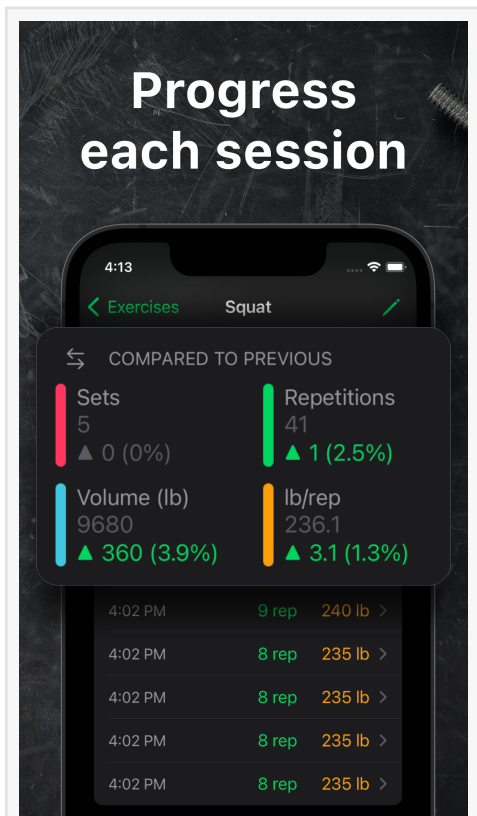 Progress
each session
4:13
Exercises Squat
COMPARED TO PREVIOUS
Sets Repetitions
5 41
▲ 0 (0%) ▲ 1 (2.5%)
Volume (lb) lb/rep
9680 236.1
▲ 360 (3.9%) ▲ 3.1 (1.3%)
4:02 PM 9 rep 240 lb
4:02 PM 8 rep 235 lb
4:02 PM 8 rep 235 lb
4:02 PM 8 rep 235 lb
4:02 PM 8 rep 235 lb